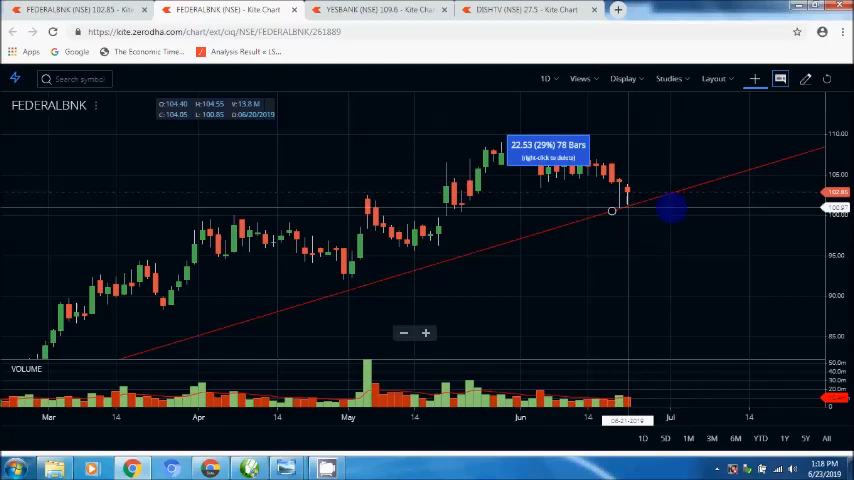 FEDERALBNK (NSE) 102.85 - Kite
FEDERALBNK (NSE) - Kite Chart
YESBANK (NSE) 109.6 - Kite Chart
DISHTV (NSE) 27.5 - Kite Chart
https://kite.zerodha.com/chart/ext/ciq/NSE/FEDERALBNK/261889
Apps
Google
The Economic Time...
Analysis Result « LS...
Search symbol
1D
Views
Display
Studies
Layout
FEDERALBNK
O: 104.40 H: 104.55 V: 13.8 M
C: 104.05 L: 100.85 D: 06/20/2019
22.53 (29%) 78 Bars
(right-click to delete)
110.00
105.00
102.85
100.97
100.00
95.00
90.00
85.00
VOLUME
50.0m
40.0m
30.0m
20.0m
0
Mar
14
Apr
14
May
14
Jun
14
06-21-2019
Jul
14
1D
5D
1M
3M
6M
YTD
1Y
5Y
All
1:18 PM
6/23/2019